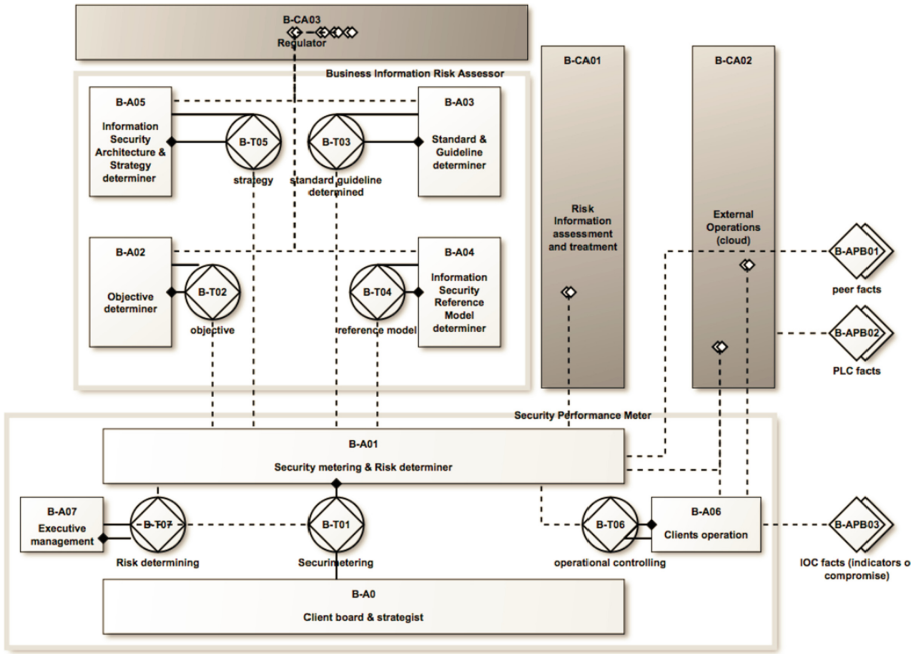 B-CA03
Regulator
B-CA01
B-CA02
Business Information Risk Assessor
B-A05
Information
Security
Architecture &
Strategy
determiner
B-T05
strategy
B-T03
standard guideline
determined
B-A03
Standard &
Guideline
determiner
Risk
Information
assessment
and treatment
External
Operations
(cloud)
B-A02
Objective
determiner
B-T02
objective
B-T04
reference model
B-A04
Information
Security
Reference
Model
determiner
B-APB01
peer facts
B-APB02
PLC facts
Security Performance Meter
B-A01
Security metering & Risk determiner
B-A07
Executive
management
B-T07
Risk determining
B-T01
Securimetering
B-T06
operational controlling
B-A06
Clients operation
B-APB03
IOC facts (indicators o
compromise)
B-A0
Client board & strategist